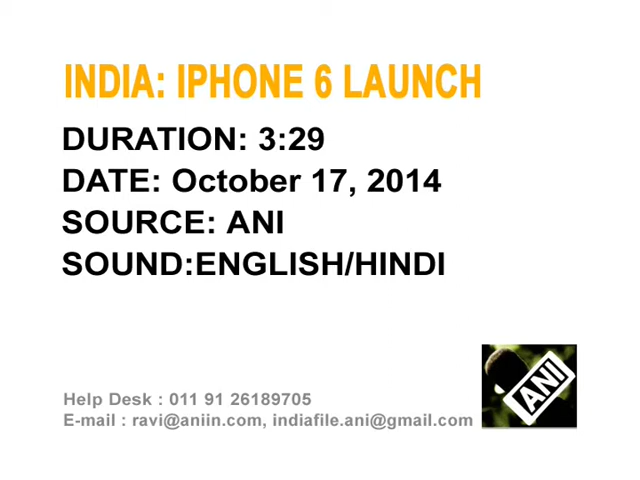 INDIA: IPHONE 6 LAUNCH
DURATION: 3:29
DATE: October 17, 2014
SOURCE: ANI
SOUND:ENGLISH/HINDI
ANI
Help Desk : 011 91 26189705
E-mail : ravi@aniin.com, indiafile.ani@gmail.com